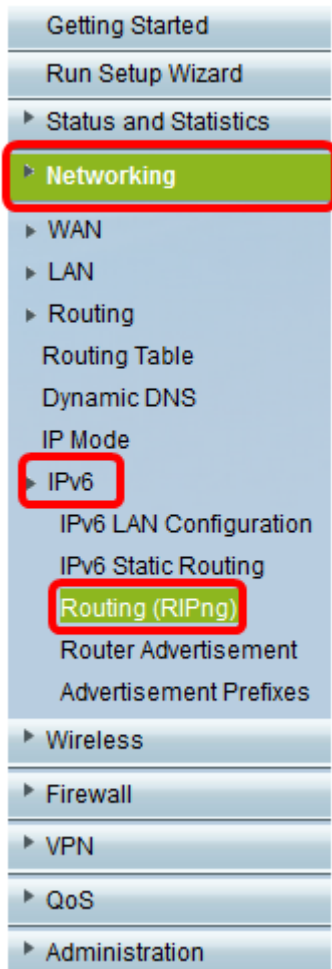 Getting Started
Run Setup Wizard
Status and Statistics
Networking
WAN
LAN
Routing
Routing Table
Dynamic DNS
IP Mode
IPv6
IPv6 LAN Configuration
IPv6 Static Routing
Routing (RIPng)
Router Advertisement
Advertisement Prefixes
Wireless
Firewall
VPN
QoS
Administration